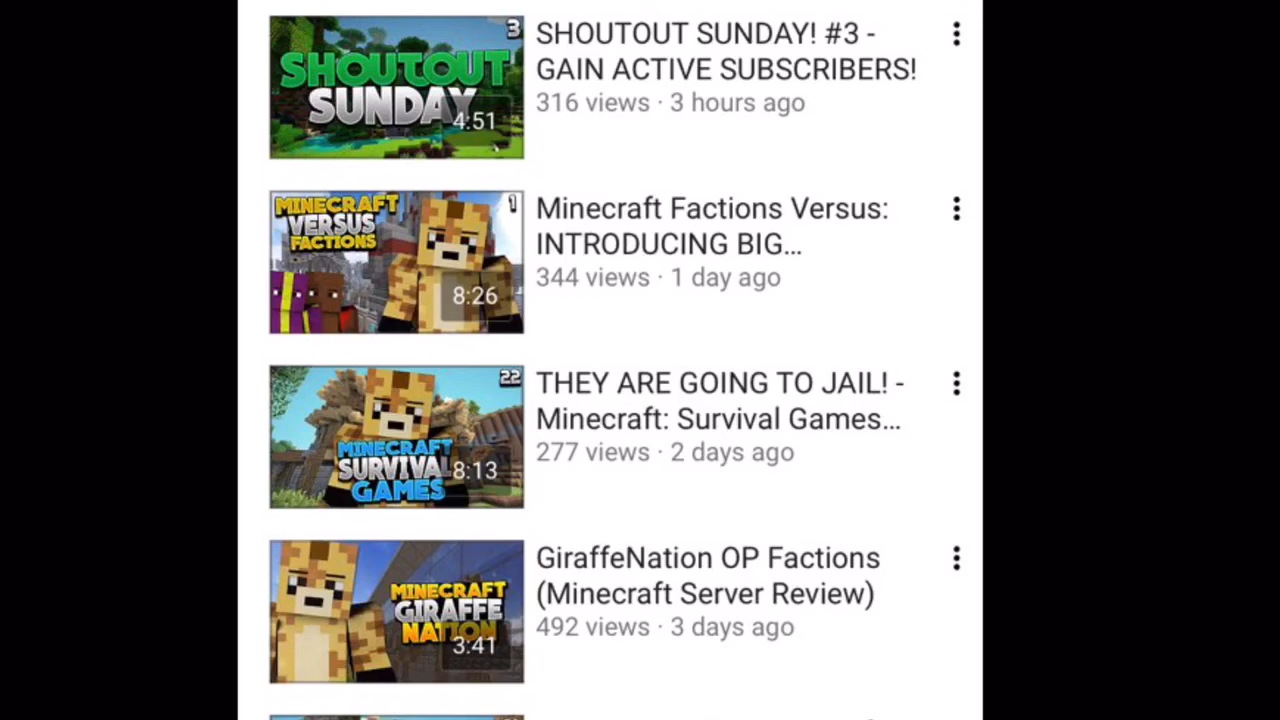 3
SHOUTOUT
SUNDAY
4:51
SHOUTOUT SUNDAY! #3 -
GAIN ACTIVE SUBSCRIBERS!
316 views · 3 hours ago
1
MINECRAFT
VERSUS
FACTIONS
8:26
Minecraft Factions Versus:
INTRODUCING BIG...
344 views · 1 day ago
22
MINECRAFT
SURVIVAL
GAMES
8:13
THEY ARE GOING TO JAIL! -
Minecraft: Survival Games...
277 views · 2 days ago
MINECRAFT
GIRAFFE
NATION
3:41
GiraffeNation OP Factions
(Minecraft Server Review)
492 views · 3 days ago